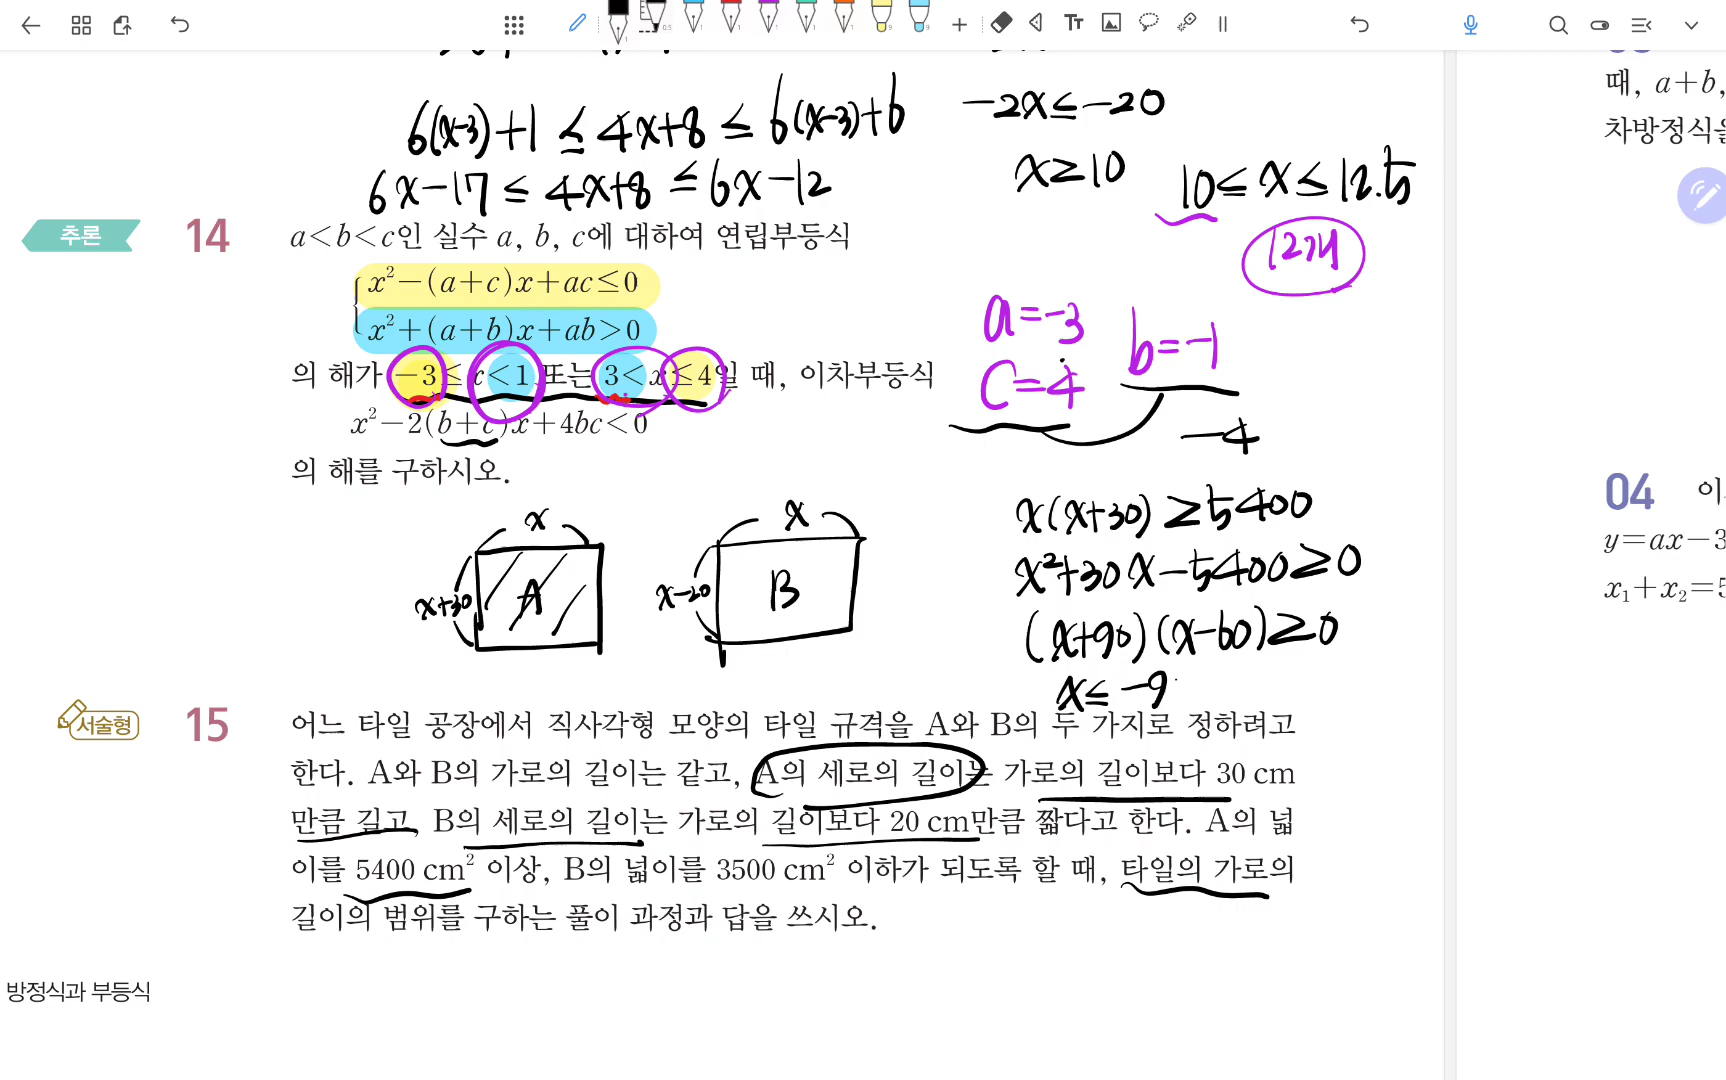 6(x-3)+1 ≤ 4x+8 ≤ 6(x-3)+6
6x-17 ≤ 4x+8 ≤ 6x-12
-2x≤-20
x≥10
10≤ x ≤ 12.5
12개
추론
14
a<b<c인 실수 a, b, c에 대하여 연립부등식
x²-(a+c)x+ac≤0
x²+(a+b)x+ab>0
의 해가 -3≤x<1 또는 3<x≤4일 때, 이차부등식
x²-2(b+c)x+4bc<0
의 해를 구하시오.
a=-3
c=4
b=-1
-4
x
x+30
A
x
x-20
B
x(x+30) ≥5400
x²+30x-5400≥0
(x+90)(x-60)≥0
x≤-9
서술형
15
어느 타일 공장에서 직사각형 모양의 타일 규격을 A와 B의 두 가지로 정하려고
한다. A와 B의 가로의 길이는 같고, A의 세로의 길이는 가로의 길이보다 30 cm
만큼 길고, B의 세로의 길이는 가로의 길이보다 20 cm만큼 짧다고 한다. A의 넓
이를 5400 cm² 이상, B의 넓이를 3500 cm² 이하가 되도록 할 때, 타일의 가로의
길이의 범위를 구하는 풀이 과정과 답을 쓰시오.
방정식과 부등식
때, a+b,
차방정식을
04 이
y=ax-3
x₁+x₂=5